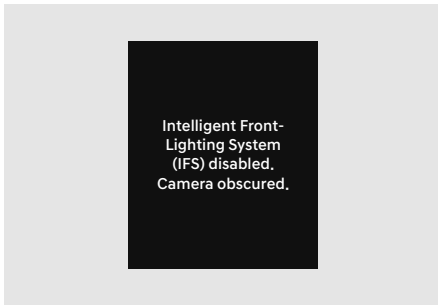 Intelligent Front-
Lighting System
(IFS) disabled.
Camera obscured.